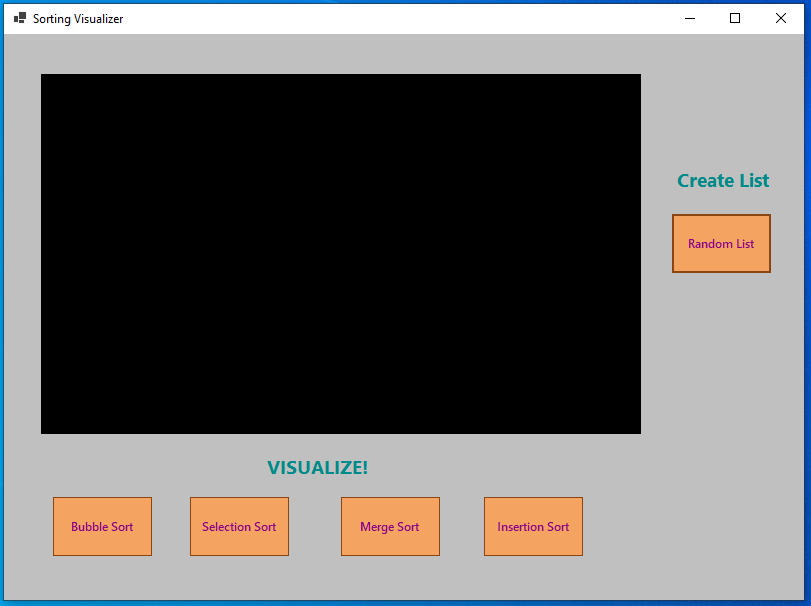 Sorting Visualizer
Create List
Random List
VISUALIZE!
Bubble Sort
Selection Sort
Merge Sort
Insertion Sort